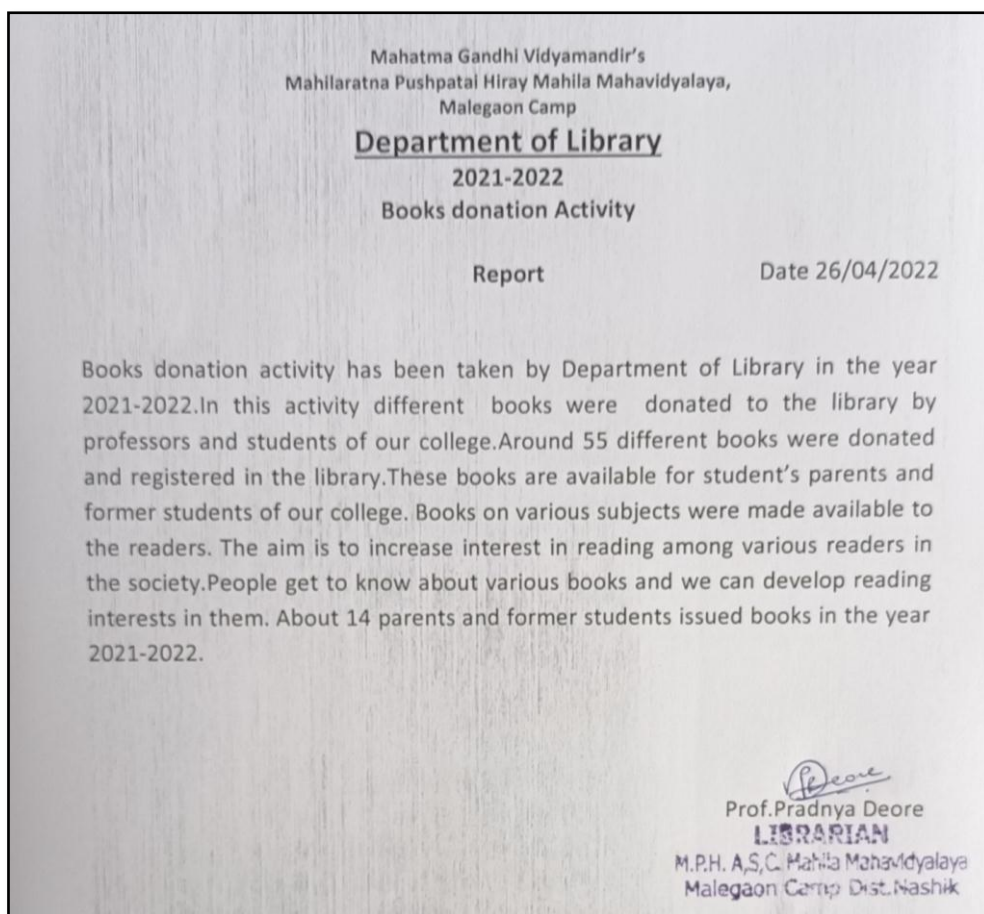 Mahatma Gandhi Vidyamandir's
Mahilaratna Pushpatai Hiray Mahila Mahavidyalaya,
Malegaon Camp
Department of Library
2021-2022
Books donation Activity
Report Date 26/04/2022
Books donation activity has been taken by Department of Library in the year
2021-2022.In this activity different books were donated to the library by
professors and students of our college.Around 55 different books were donated
and registered in the library.These books are available for student's parents and
former students of our college. Books on various subjects were made available to
the readers. The aim is to increase interest in reading among various readers in
the society.People get to know about various books and we can develop reading
interests in them. About 14 parents and former students issued books in the year
2021-2022.
Deore
Prof.Pradnya Deore
LIBRARIAN
M.P.H. A,S,C. Mahila Mahavidyalaya
Malegaon Camp Dist.Nashik